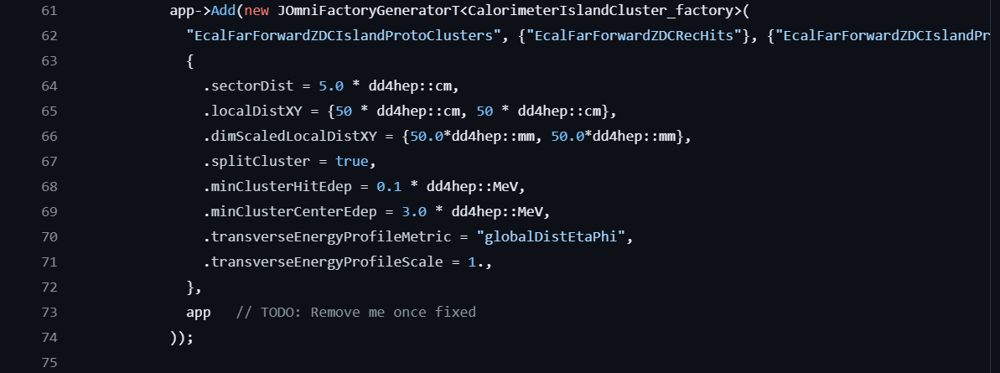 61 app->Add(new JOmniFactoryGeneratorT<CalorimeterIslandCluster_factory>(
62 "EcalFarForwardZDCIslandProtoClusters", {"EcalFarForwardZDCRecHits"}, {"EcalFarForwardZDCIslandPr
63 {
64 .sectorDist = 5.0 * dd4hep::cm,
65 .localDistXY = {50 * dd4hep::cm, 50 * dd4hep::cm},
66 .dimScaledLocalDistXY = {50.0*dd4hep::mm, 50.0*dd4hep::mm},
67 .splitCluster = true,
68 .minClusterHitEdep = 0.1 * dd4hep::MeV,
69 .minClusterCenterEdep = 3.0 * dd4hep::MeV,
70 .transverseEnergyProfileMetric = "globalDistEtaPhi",
71 .transverseEnergyProfileScale = 1.,
72 },
73 app // TODO: Remove me once fixed
74 ));
75